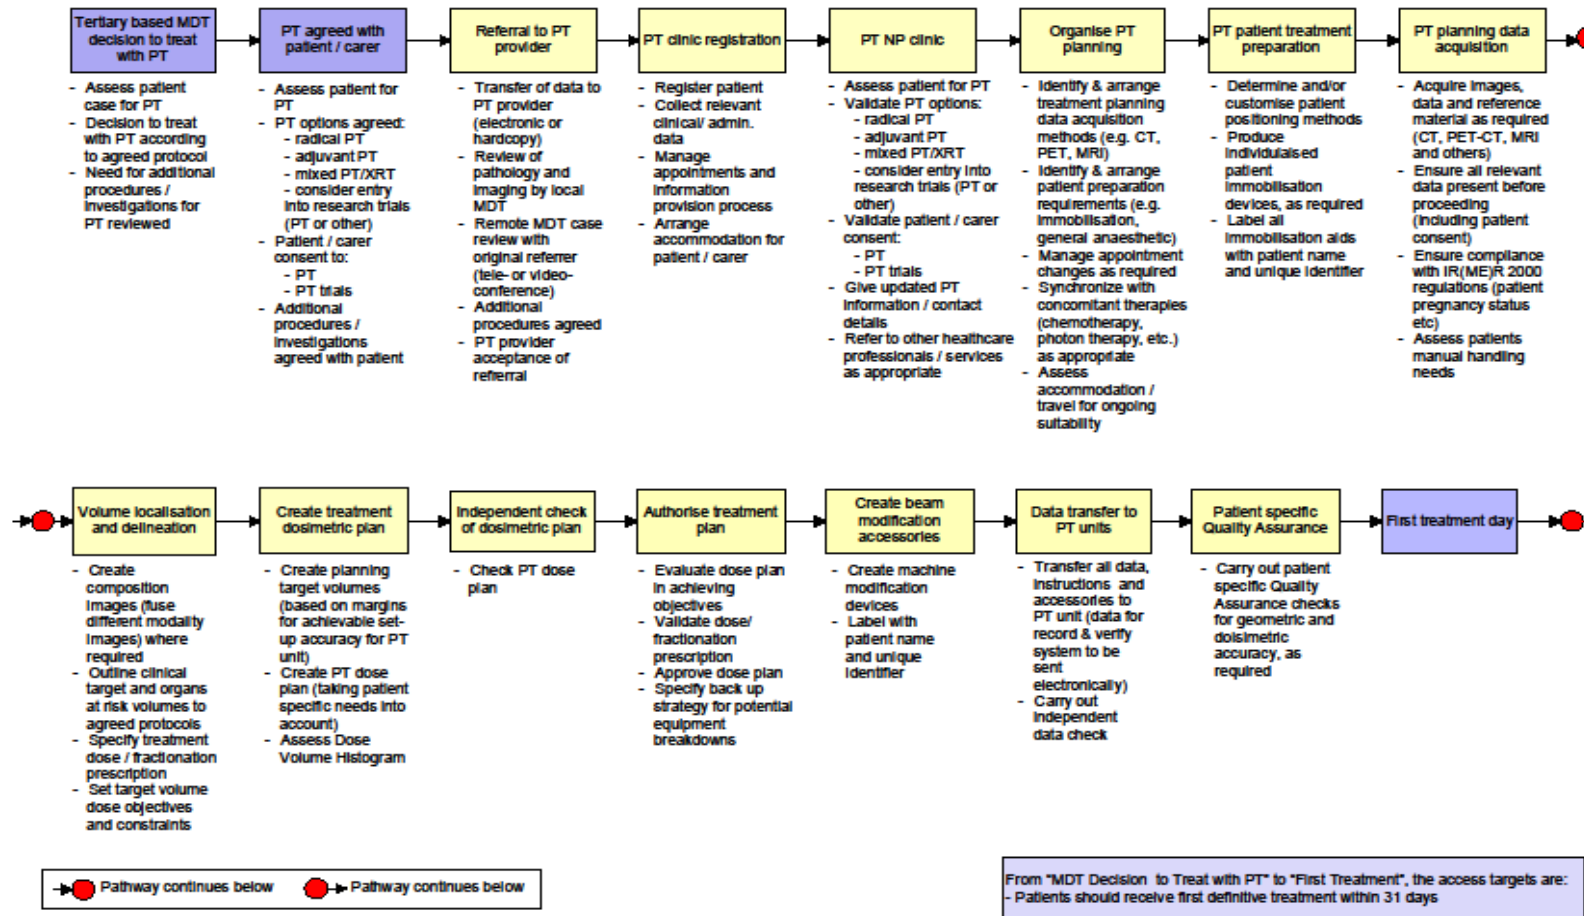 Tertiary based MDT
decision to treat
with PT
- Assess patient
case for PT
- Decision to treat
with PT according
to agreed protocol
- Need for additional
procedures /
investigations for
PT reviewed
PT agreed with
patient / carer
- Assess patient for
PT
- PT options agreed:
- radical PT
- adjuvant PT
- mixed PT/XRT
- consider entry
into research trials
(PT or other)
- Patient / carer
consent to:
- PT
- PT trials
- Additional
procedures /
investigations
agreed with patient
Referral to PT
provider
- Transfer of data to
PT provider
(electronic or
hardcopy)
- Review of
pathology and
imaging by local
MDT
- Remote MDT case
review with
original referrer
(tele- or video-
conference)
- Additional
procedures agreed
- PT provider
acceptance of
referral
PT clinic registration
- Register patient
- Collect relevant
clinical/ admin.
data
- Manage
appointments and
information
provision process
- Arrange
accommodation for
patient / carer
PT NP clinic
- Assess patient for PT
- Validate PT options:
- radical PT
- adjuvant PT
- mixed PT/XRT
- consider entry into
research trials (PT or
other)
- Validate patient / carer
consent:
- PT
- PT trials
- Give updated PT
information / contact
details
- Refer to other healthcare
professionals / services
as appropriate
Organise PT
planning
- Identify & arrange
treatment planning
data acquisition
methods (e.g. CT,
PET, MRI)
- Identify & arrange
patient preparation
requirements (e.g.
immobilisation,
general anaesthetic)
- Manage appointment
changes as required
- Synchronize with
concomitant therapies
(chemotherapy,
photon therapy, etc.)
as appropriate
- Assess
accommodation /
travel for ongoing
suitability
PT patient treatment
preparation
- Determine and/or
customise patient
positioning methods
- Produce
individulaised
patient
immobilisation
devices, as required
- Label all
immobilisation aids
with patient name
and unique identifier
PT planning data
acquisition
- Acquire images,
data and reference
material as required
(CT, PET-CT, MRI
and others)
- Ensure all relevant
data present before
proceeding
(including patient
consent)
- Ensure compliance
with IR(ME)R 2000
regulations (patient
pregnancy status
etc)
- Assess patients
manual handling
needs
Volume localisation
and delineation
- Create
composition
images (fuse
different modality
images) where
required
- Outline clinical
target and organs
at risk volumes to
agreed protocols
- Specify treatment
dose / fractionation
prescription
- Set target volume
dose objectives
and constraints
Create treatment
dosimetric plan
- Create planning
target volumes
(based on margins
for achievable set-
up accuracy for PT
unit)
- Create PT dose
plan (taking patient
specific needs into
account)
- Assess Dose
Volume Histogram
Independent check
of dosimetric plan
- Check PT dose
plan
Authorise treatment
plan
- Evaluate dose plan
in achieving
objectives
- Validate dose/
fractionation
prescription
- Approve dose plan
- Specify back up
strategy for potential
equipment
breakdowns
Create beam
modification
accessories
- Create machine
modification
devices
- Label with
patient name
and unique
identifier
Data transfer to
PT units
- Transfer all data,
instructions and
accessories to
PT unit (data for
record & verify
system to be
sent
electronically)
- Carry out
independent
data check
Patient specific
Quality Assurance
- Carry out patient
specific Quality
Assurance checks
for geometric and
doisimetric
accuracy, as
required
First treatment day
Pathway continues below
Pathway continues below
From "MDT Decision to Treat with PT" to "First Treatment", the access targets are:
- Patients should receive first definitive treatment within 31 days